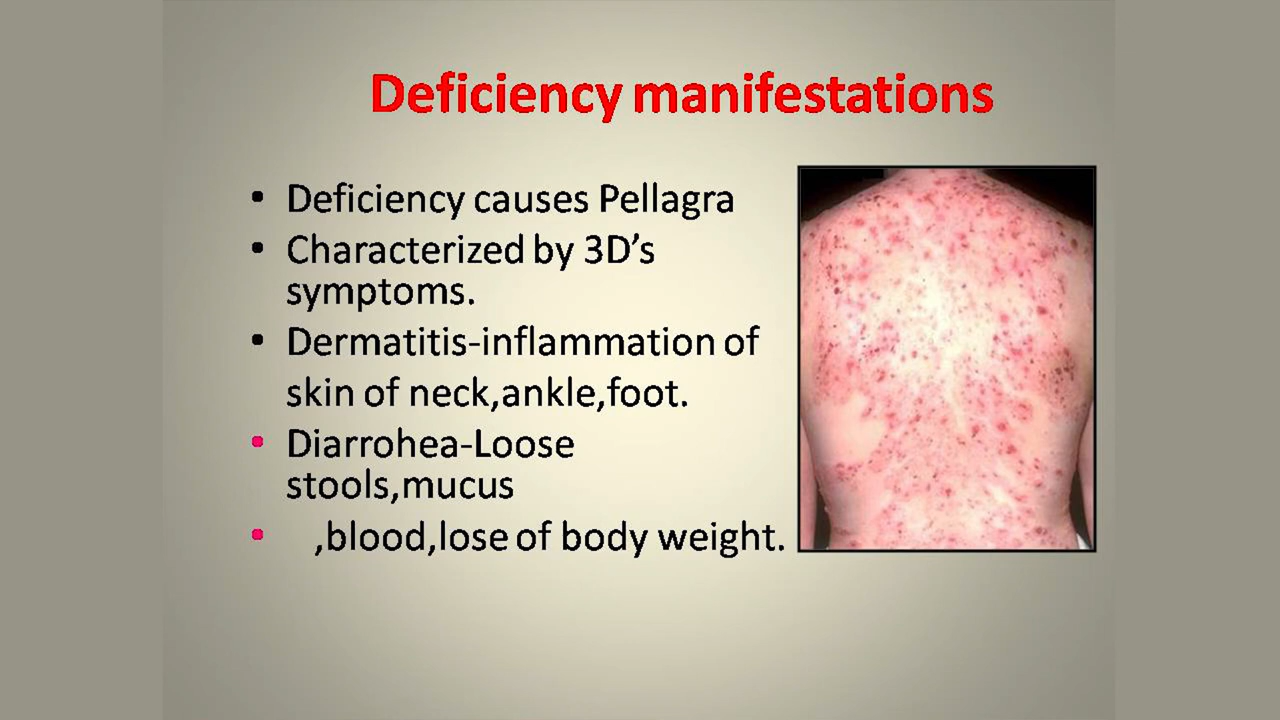 Deficiency manifestations
• Deficiency causes Pellagra
• Characterized by 3D’s
symptoms.
• Dermatitis-inflammation of
skin of neck,ankle,foot.
• Diarrohea-Loose
stools,mucus
• ,blood,lose of body weight.